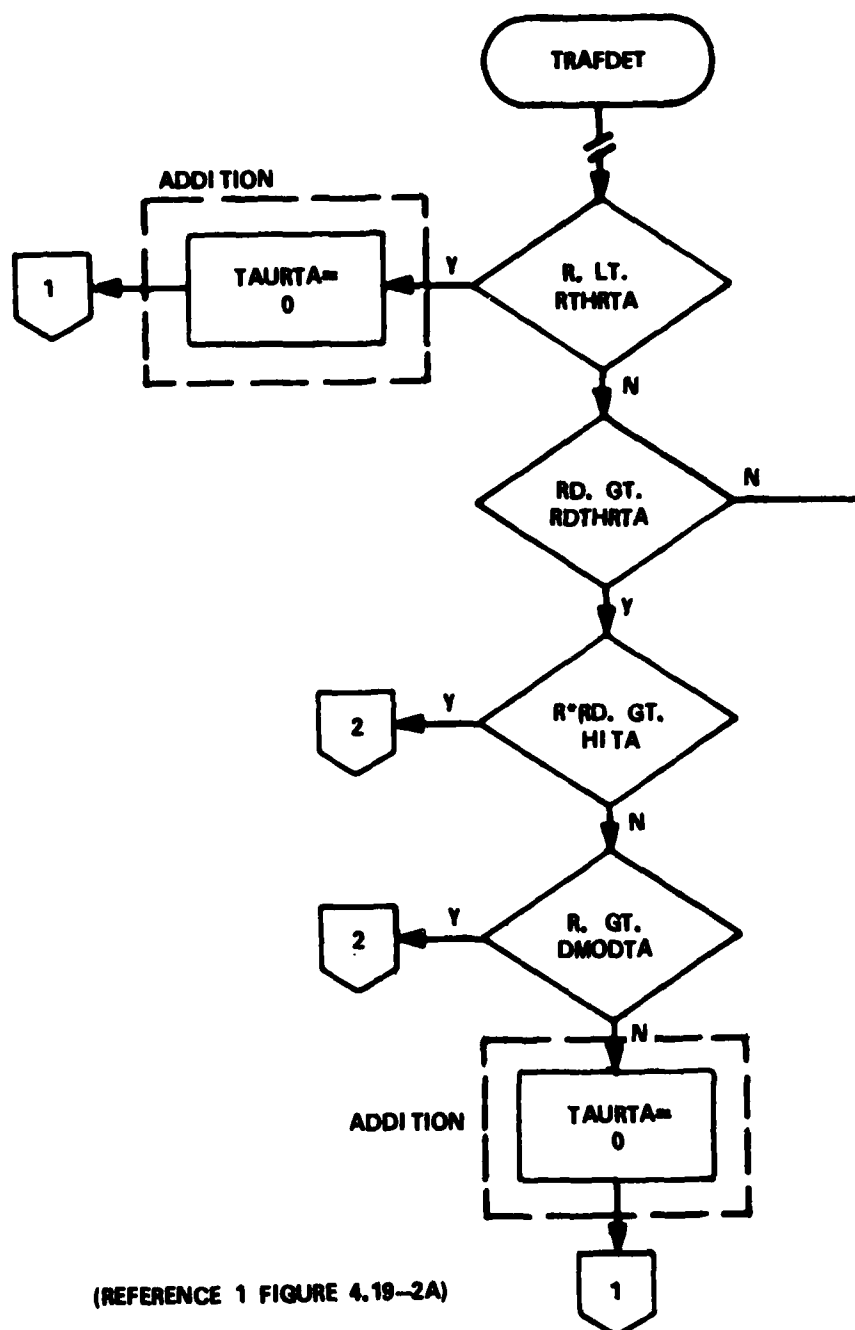 TRAFDET
ADDITION
R. LT.
RTHRTA
Y
TAURTA=
0
1
N
RD. GT.
RDTHRTA
N
Y
R*RD. GT.
HITA
Y
2
N
R. GT.
DMODTA
Y
2
N
ADDITION
TAURTA=
0
1
(REFERENCE 1 FIGURE 4.19-2A)